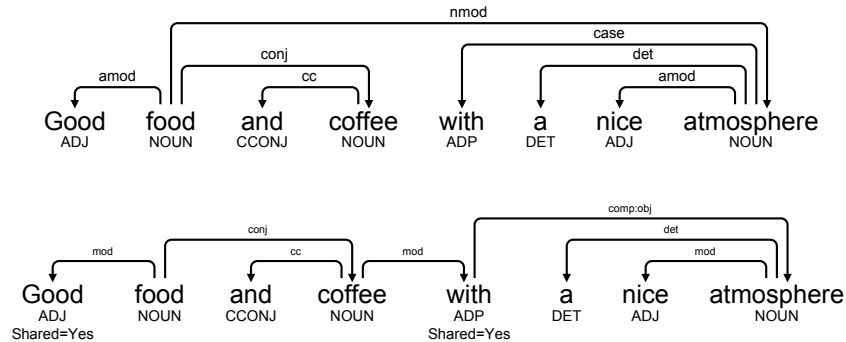 nmod
case
conj
det
amod
cc
amod
Good food and coffee with a nice atmosphere
ADJ NOUN CCONJ NOUN ADP DET ADJ NOUN
comp:obj
conj
det
mod
cc
mod
mod
Good food and coffee with a nice atmosphere
ADJ NOUN CCONJ NOUN ADP DET ADJ NOUN
Shared=Yes Shared=Yes